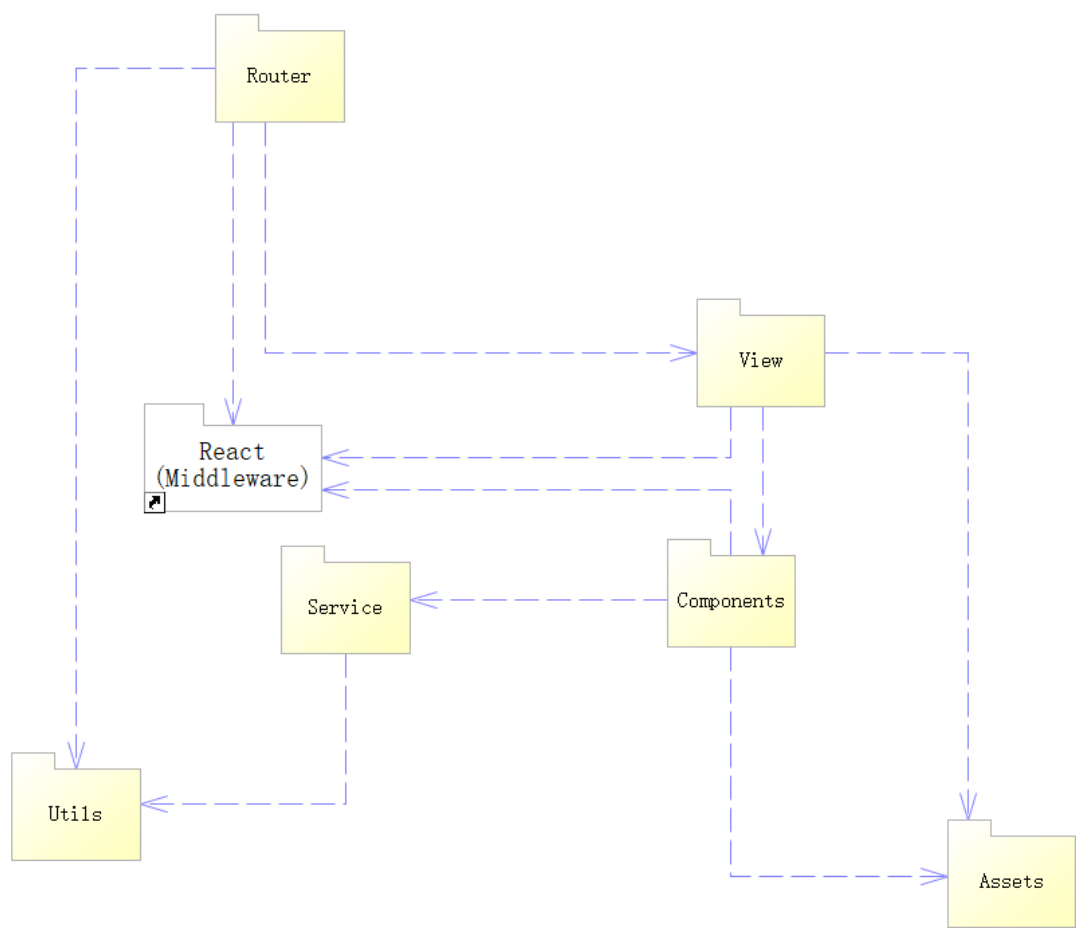 Router
View
React
(Middleware)
Service
Components
Utils
Assets